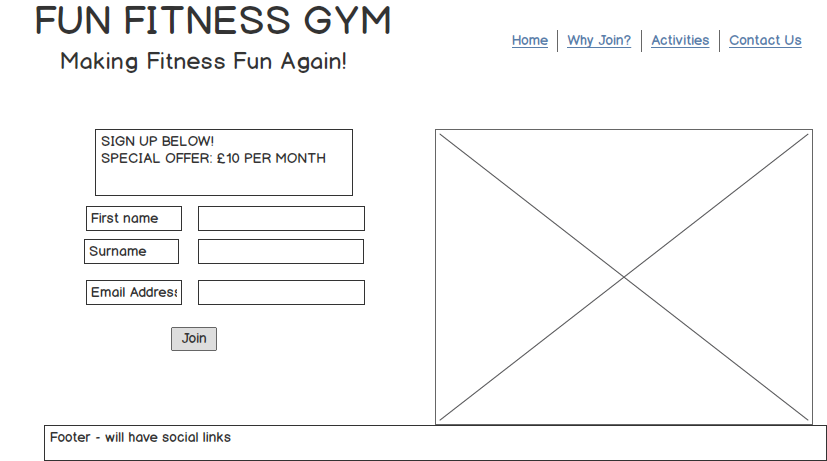 FUN FITNESS GYM
Making Fitness Fun Again!
Home
Why Join?
Activities
Contact Us
SIGN UP BELOW!
SPECIAL OFFER: £10 PER MONTH
First name
Surname
Email Address
Join
Footer - will have social links